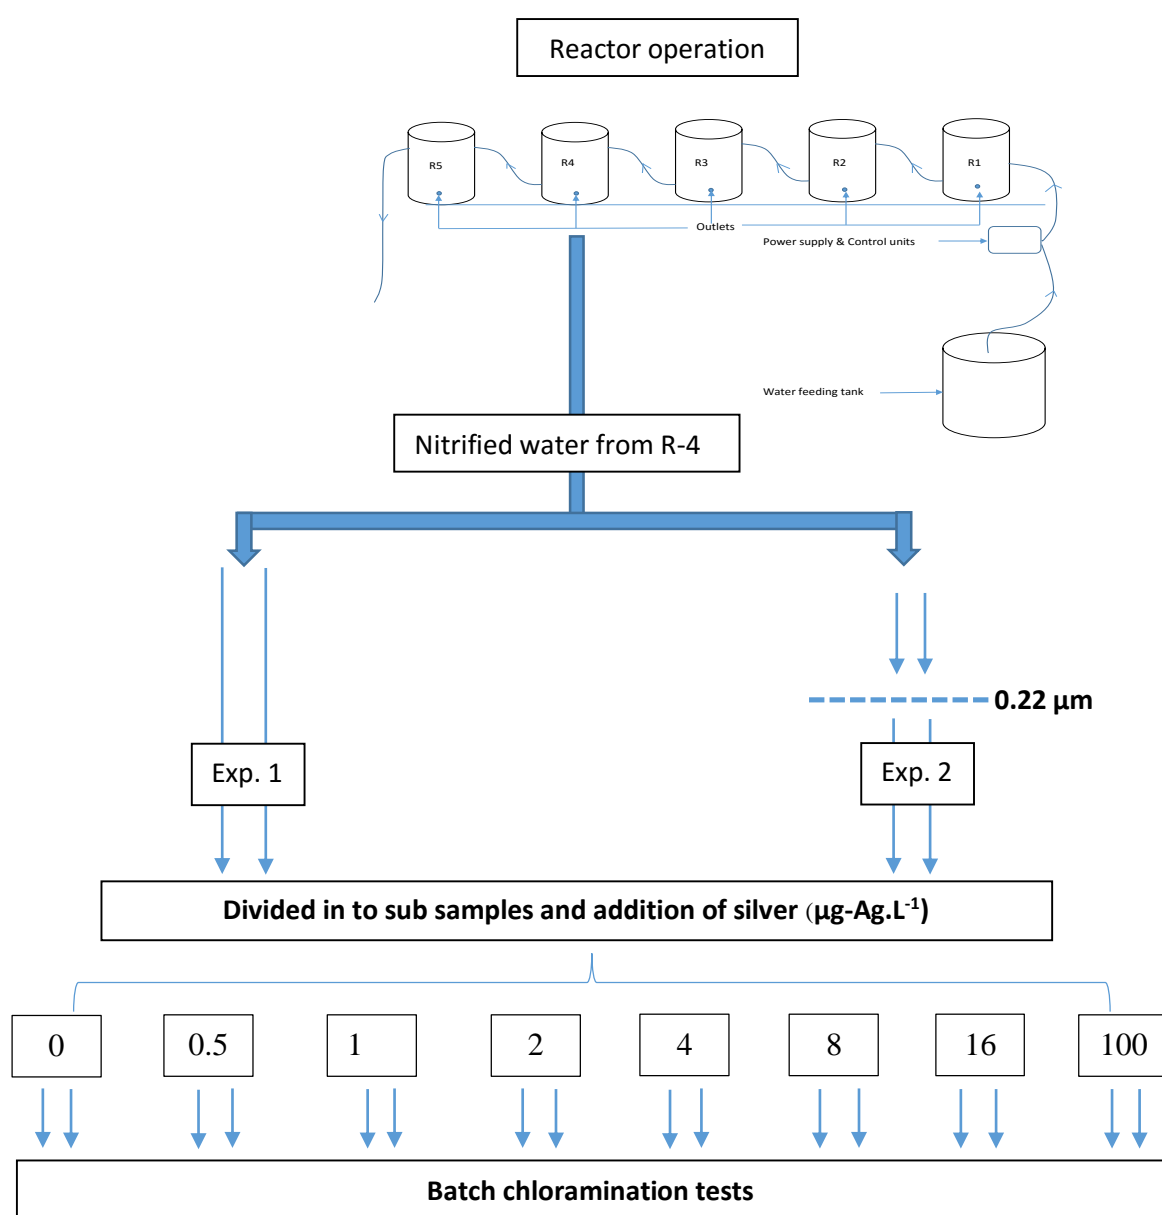 Reactor operation
R5
R4
R3
R2
R1
Outlets
Power supply & Control units
Water feeding tank
Nitrified water from R-4
0.22 µm
Exp. 1
Exp. 2
Divided in to sub samples and addition of silver (µg-Ag.L⁻¹)
0 0.5 1 2 4 8 16 100
Batch chloramination tests